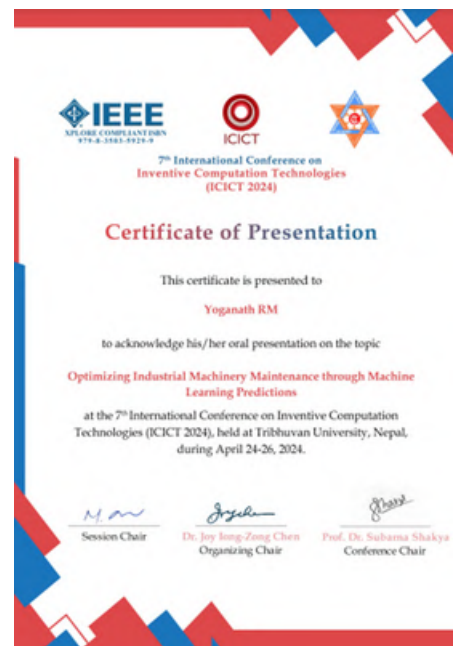 IEEE
XPLORE COMPLIANT ISBN
979-8-3503-5929-9
ICICT
7th International Conference on
Inventive Computation Technologies
(ICICT 2024)
Certificate of Presentation
This certificate is presented to
Yoganath RM
to acknowledge his/her oral presentation on the topic
Optimizing Industrial Machinery Maintenance through Machine
Learning Predictions
at the 7th International Conference on Inventive Computation
Technologies (ICICT 2024), held at Tribhuvan University, Nepal,
during April 24-26, 2024.
Session Chair
Dr. Joy Iong-Zong Chen
Organizing Chair
Prof. Dr. Subarna Shakya
Conference Chair